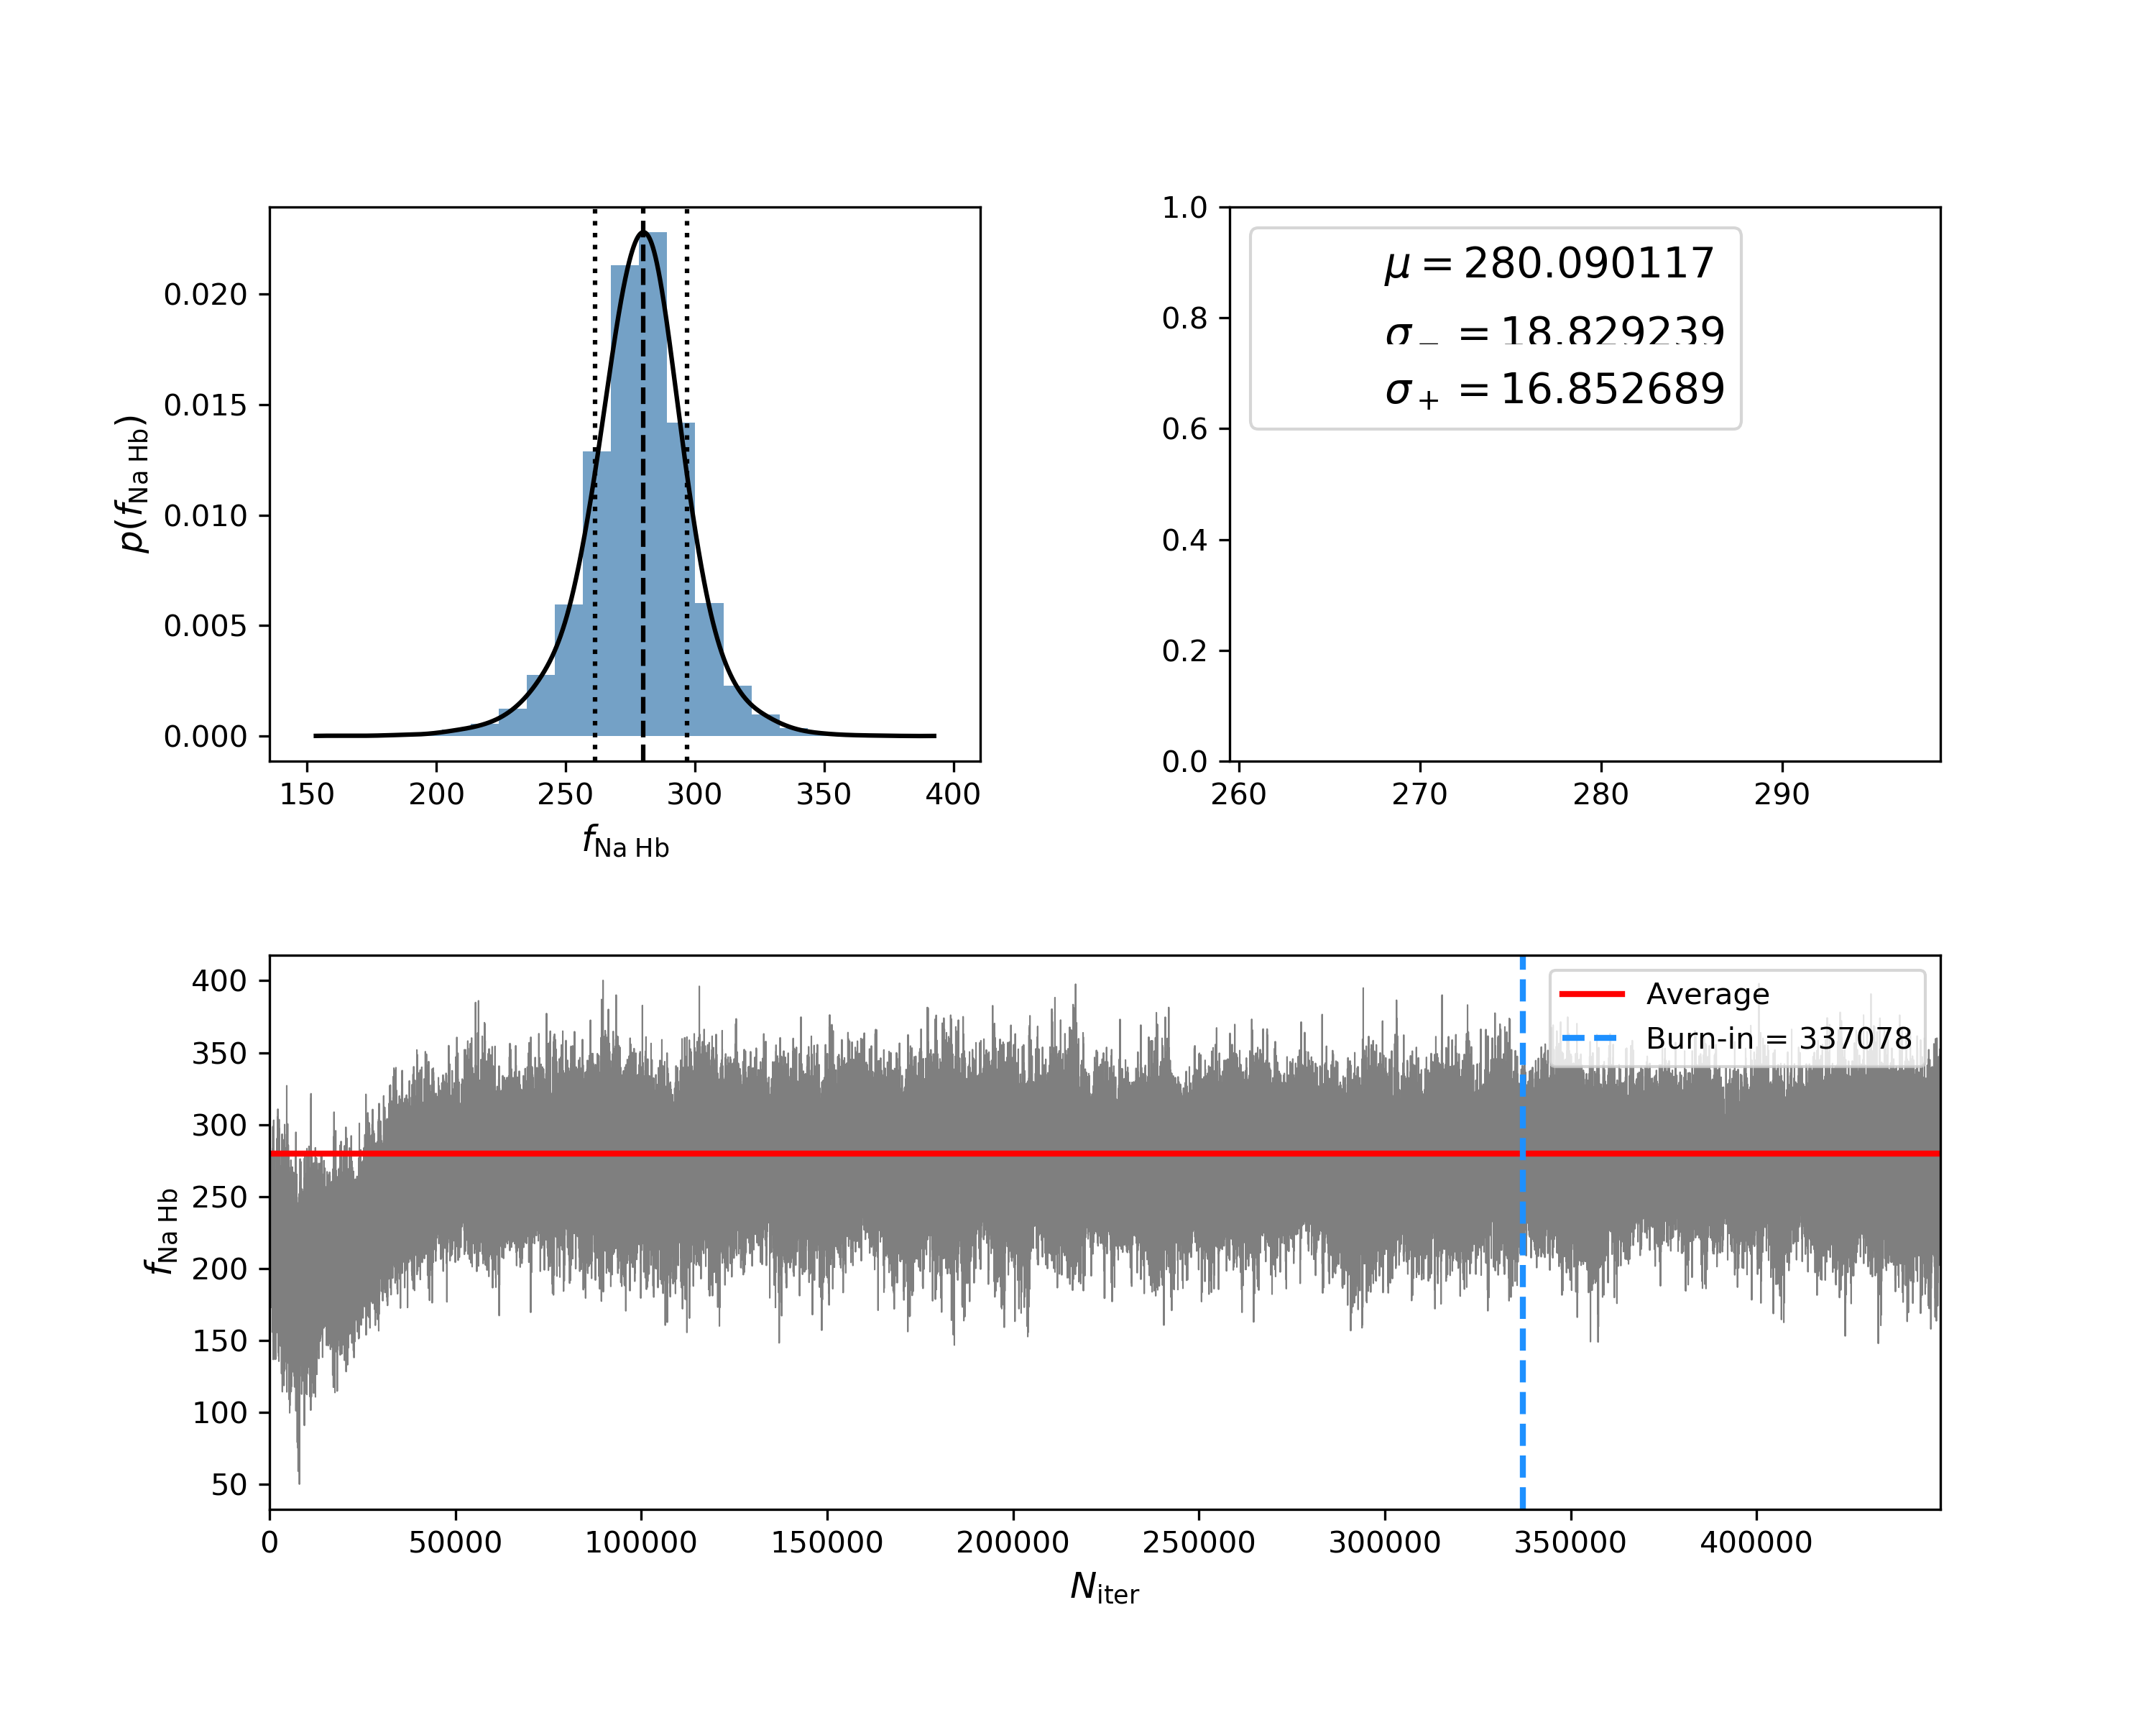 0.020
0.015
0.010
0.005
0.000
p(f_Na Hb)
150 200 250 300 350 400
f_Na Hb
1.0
0.8
0.6
0.4
0.2
0.0
μ = 280.090117
σ_− = 18.829239
σ_+ = 16.852689
260 270 280 290
400
350
300
250
200
150
100
50
f_Na Hb
Average
Burn-in = 337078
0 50000 100000 150000 200000 250000 300000 350000 400000
N_iter